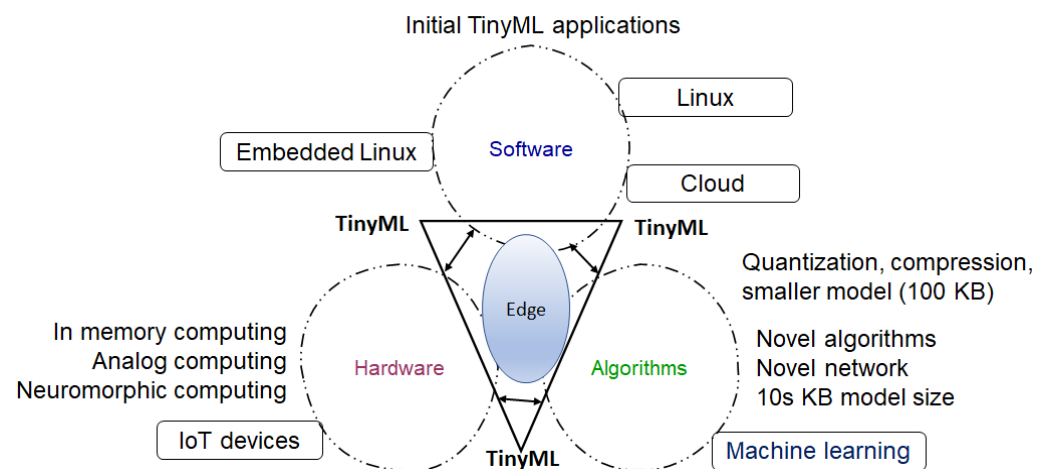 Initial TinyML applications
Linux
Embedded Linux
Software
Cloud
TinyML
TinyML
Quantization, compression,
smaller model (100 KB)
Edge
In memory computing
Analog computing
Neuromorphic computing
Hardware
Algorithms
Novel algorithms
Novel network
10s KB model size
IoT devices
Machine learning
TinyML